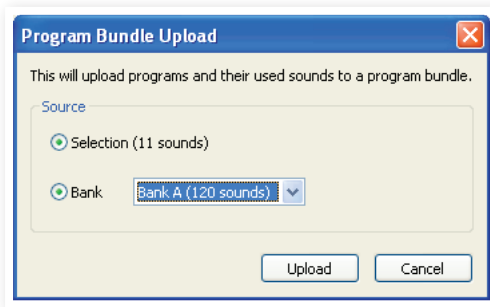 Program Bundle Upload
This will upload programs and their used sounds to a program bundle.
Source
Selection (11 sounds)
Bank Bank A (120 sounds)
Upload Cancel